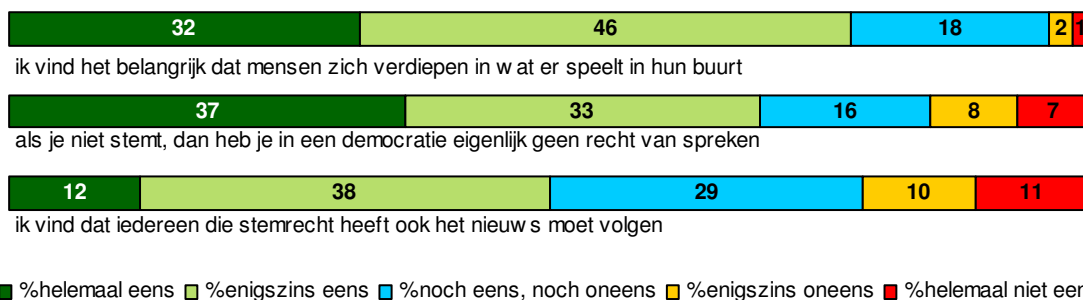 32 46 18 2 1
ik vind het belangrijk dat mensen zich verdiepen in wat er speelt in hun buurt
37 33 16 8 7
als je niet stemt, dan heb je in een democratie eigenlijk geen recht van spreken
12 38 29 10 11
ik vind dat iedereen die stemrecht heeft ook het nieuws moet volgen
%helemaal eens %enigszins eens %noch eens, noch oneens %enigszins oneens %helemaal niet een